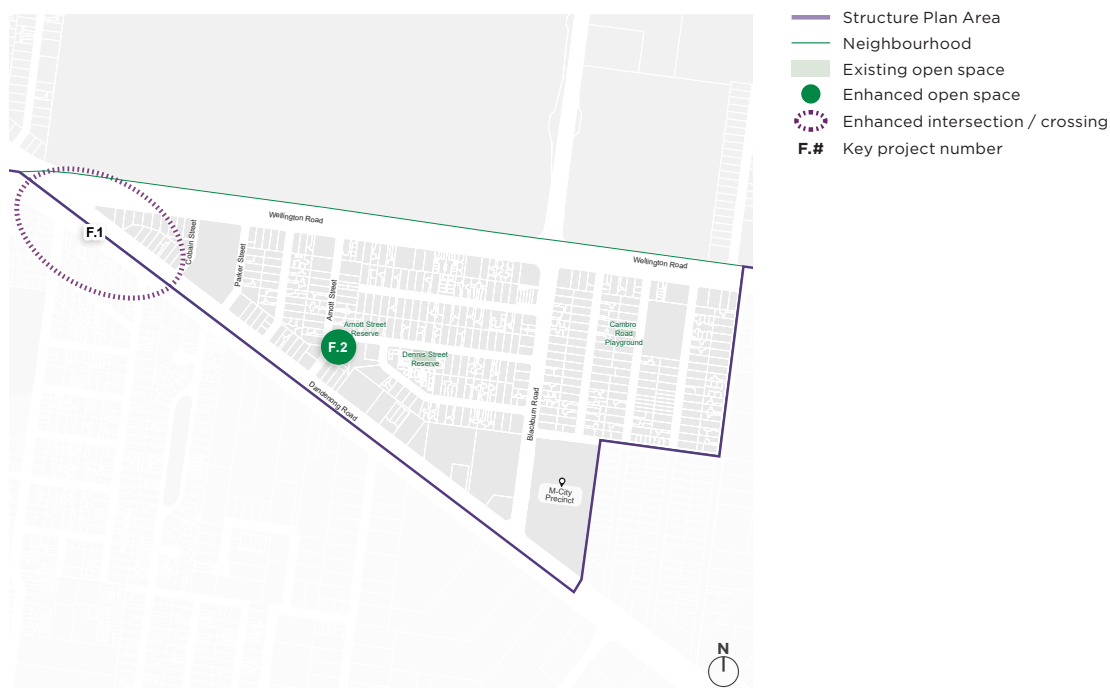 Structure Plan Area
Neighbourhood
Existing open space
Enhanced open space
Enhanced intersection / crossing
F.# Key project number
Wellington Road
F.1
Cobain Street
Parker Street
Wellington Road
Arnott Street
Arnott Street
Reserve
F.2
Dennis Street
Reserve
Cambro
Road
Playground
Dandenong Road
Blackburn Road
M-City
Precinct
N